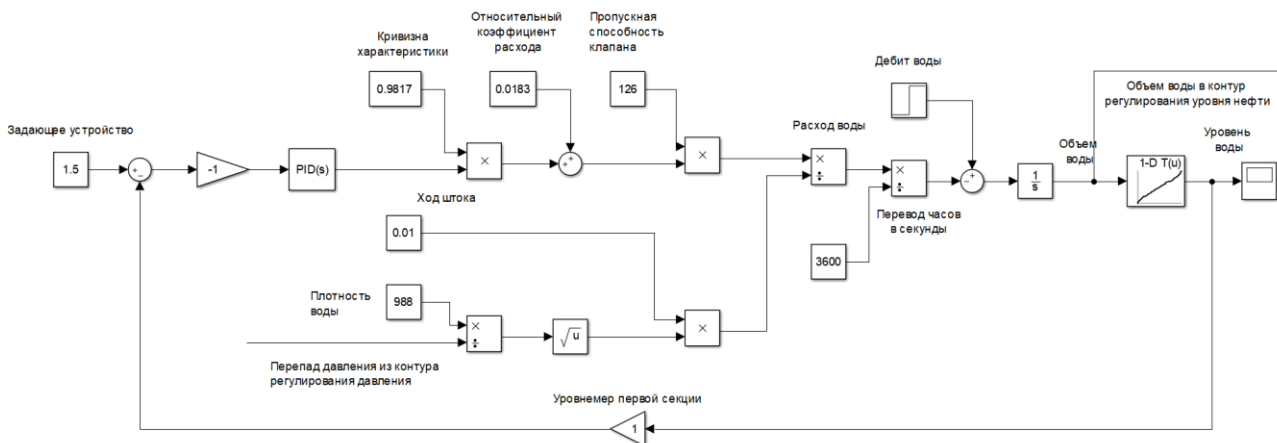 Относительный
коэффициент
расхода
Пропускная
способность
клапана
Кривизна
характеристики
Дебит воды
0.9817
0.0183
126
Объем воды в контур
регулирования уровня нефти
Задающее устройство
Расход воды
Уровень
воды
Объем
воды
1.5
-1
PID(s)
×
×
×
÷
×
÷
1
s
1-D T(u)
Ход штока
Перевод часов
в секунды
0.01
3600
Плотность
воды
988
×
÷
√u
×
Перепад давления из контура
регулирования давления
Уровнемер первой секции
1